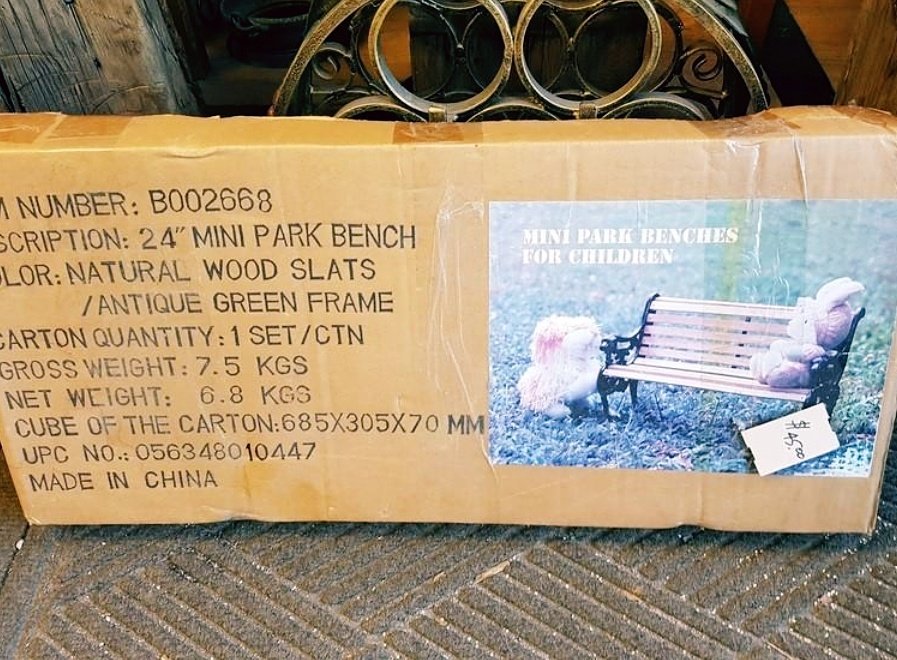 M NUMBER: B002668
SCRIPTION: 24" MINI PARK BENCH
OLOR: NATURAL WOOD SLATS
/ANTIQUE GREEN FRAME
CARTON QUANTITY: 1 SET/CTN
GROSS WEIGHT: 7.5 KGS
NET WEIGHT: 6.8 KGS
CUBE OF THE CARTON:685X305X70 MM
UPC NO.: 056348010447
MADE IN CHINA
MINI PARK BENCHES
FOR CHILDREN
$45.00